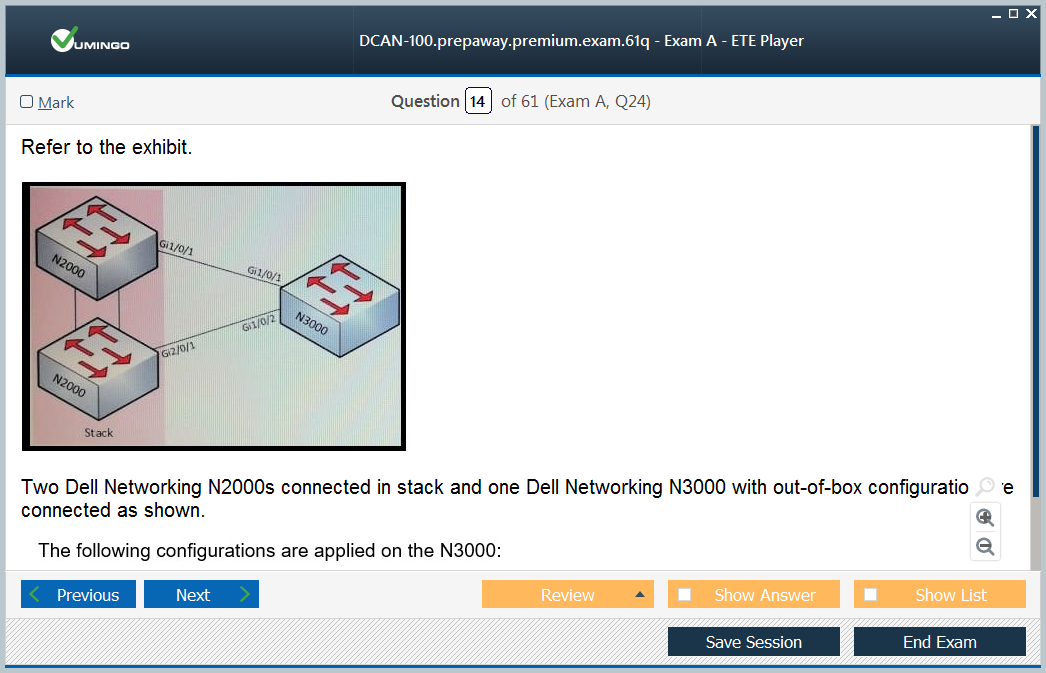 VUMINGO
DCAN-100.prepaway.premium.exam.61q - Exam A - ETE Player
Mark
Question 14 of 61 (Exam A, Q24)
Refer to the exhibit.
N2000
Gi1/0/1
Gi1/0/1
N3000
Gi1/0/2
Gi2/0/1
N2000
Stack
Two Dell Networking N2000s connected in stack and one Dell Networking N3000 with out-of-box configuratio re
connected as shown.
The following configurations are applied on the N3000:
Previous
Next
Review
Show Answer
Show List
Save Session
End Exam